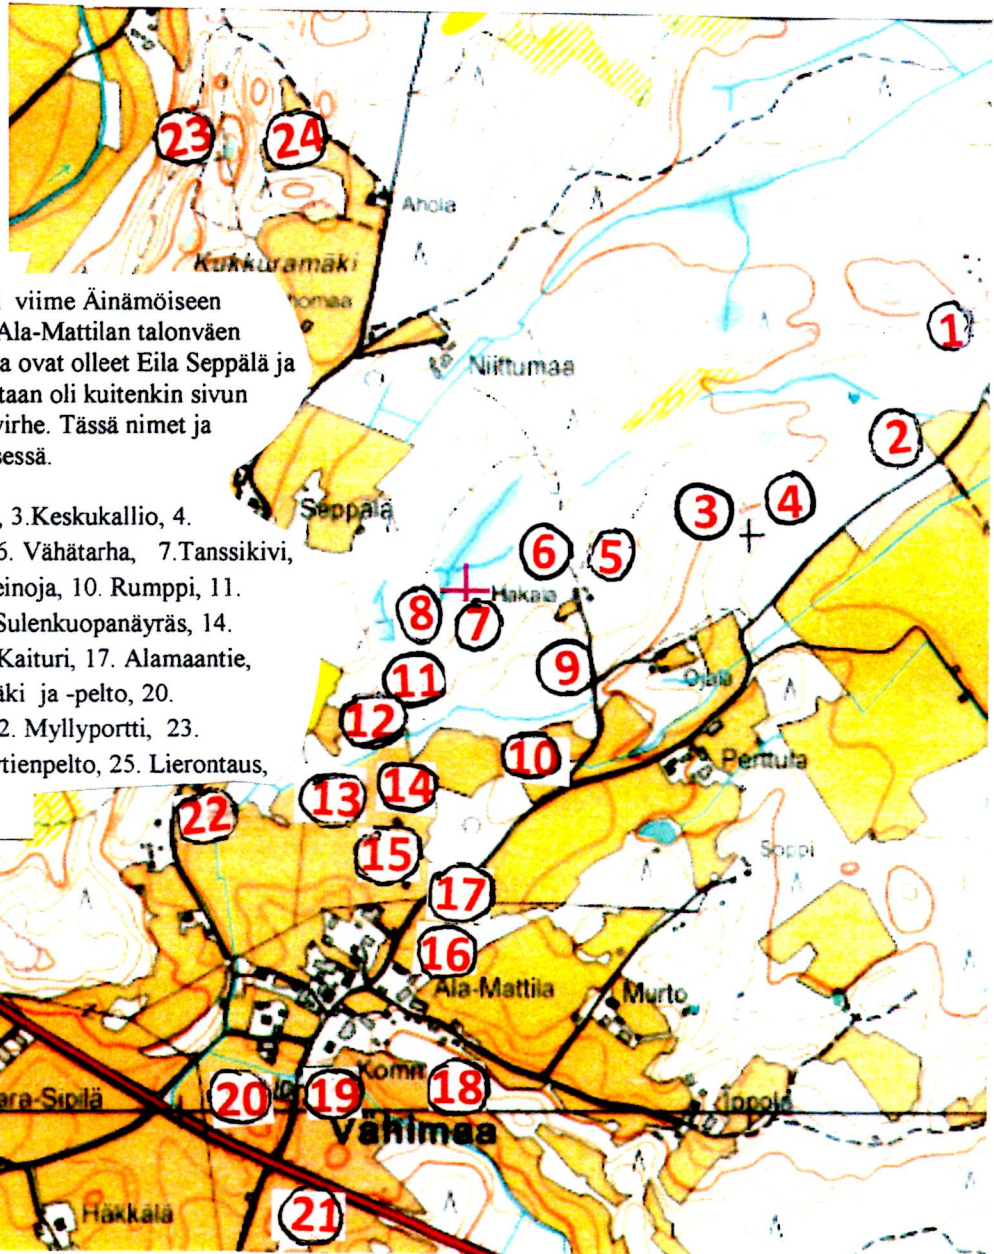 23
24
Ahola
Kukkuramäki
homaa
1
viime Äinämöiseen
Ala-Mattilan talonväen
a ovat olleet Eila Seppälä ja
taan oli kuitenkin sivun
virhe. Tässä nimet ja
sessä.
, 3.Keskukallio, 4.
6. Vähätarha, 7.Tanssikivi,
einoja, 10. Rumppi, 11.
Sulenkuopanäyräs, 14.
Kaituri, 17. Alamaantie,
äki ja -pelto, 20.
2. Myllyportti, 23.
tienpelto, 25. Lierontaus,
Niittumaa
2
Seppälä
3
4
6
5
Hakala
8
7
9
11
Ojala
12
10
Perttula
14
13
22
15
Soppi
17
16
Ala-Mattila
Murto
ara-Sipilä
20
19
18
Vähimaa
Häkkälä
21